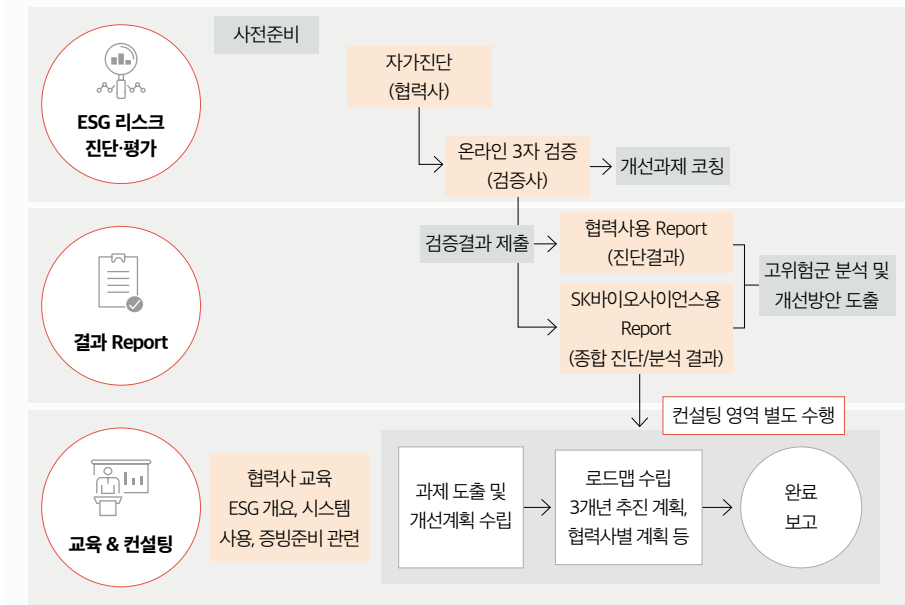 ESG 리스크
진단·평가
사전준비
자가진단
(협력사)
온라인 3자 검증
(검증사)
개선과제 코칭
결과 Report
검증결과 제출
협력사용 Report
(진단결과)
SK바이오사이언스용
Report
(종합 진단/분석 결과)
고위험군 분석 및
개선방안 도출
교육 & 컨설팅
협력사 교육
ESG 개요, 시스템
사용, 증빙준비 관련
컨설팅 영역 별도 수행
과제 도출 및
개선계획 수립
로드맵 수립
3개년 추진 계획,
협력사별 계획 등
완료
보고